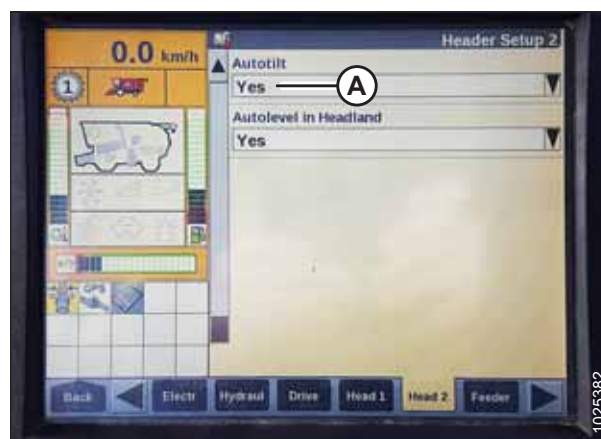 0.0 km/h
Header Setup 2
1
Autotilt
Yes
A
Autolevel in Headland
Yes
Back
Electr
Hydraul
Drive
Head 1
Head 2
Feeder
1025382